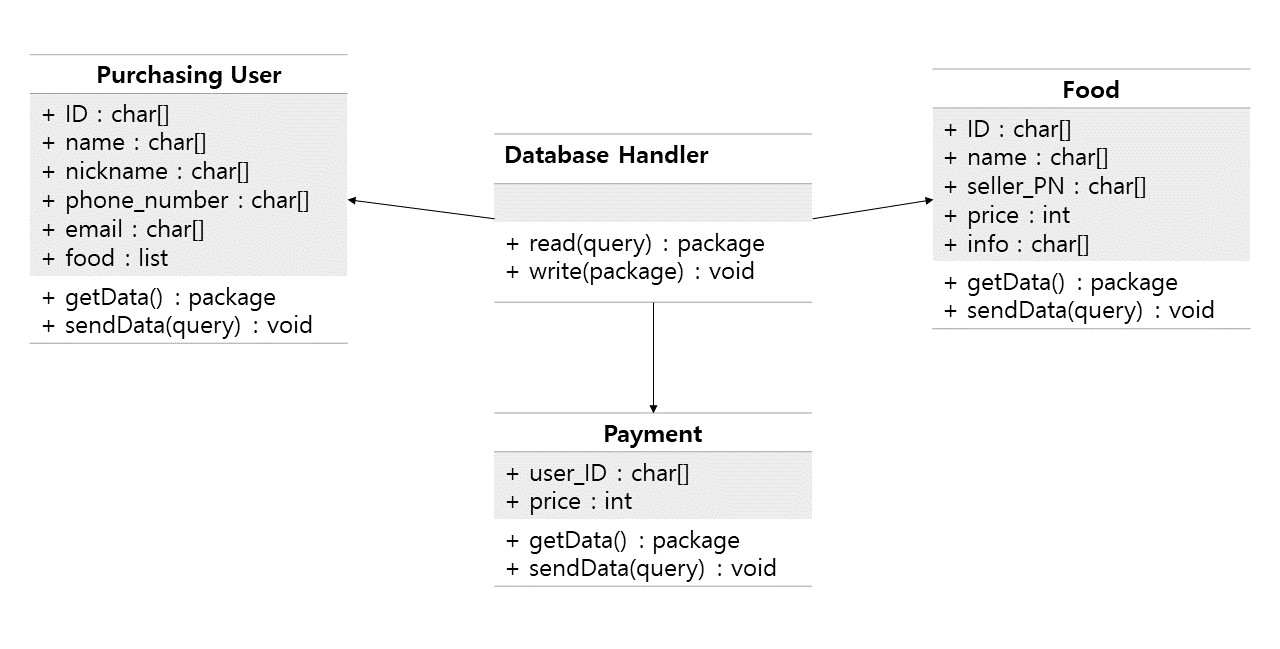 Purchasing User
+ ID : char[]
+ name : char[]
+ nickname : char[]
+ phone_number : char[]
+ email : char[]
+ food : list
+ getData() : package
+ sendData(query) : void
Database Handler
+ read(query) : package
+ write(package) : void
Food
+ ID : char[]
+ name : char[]
+ seller_PN : char[]
+ price : int
+ info : char[]
+ getData() : package
+ sendData(query) : void
Payment
+ user_ID : char[]
+ price : int
+ getData() : package
+ sendData(query) : void